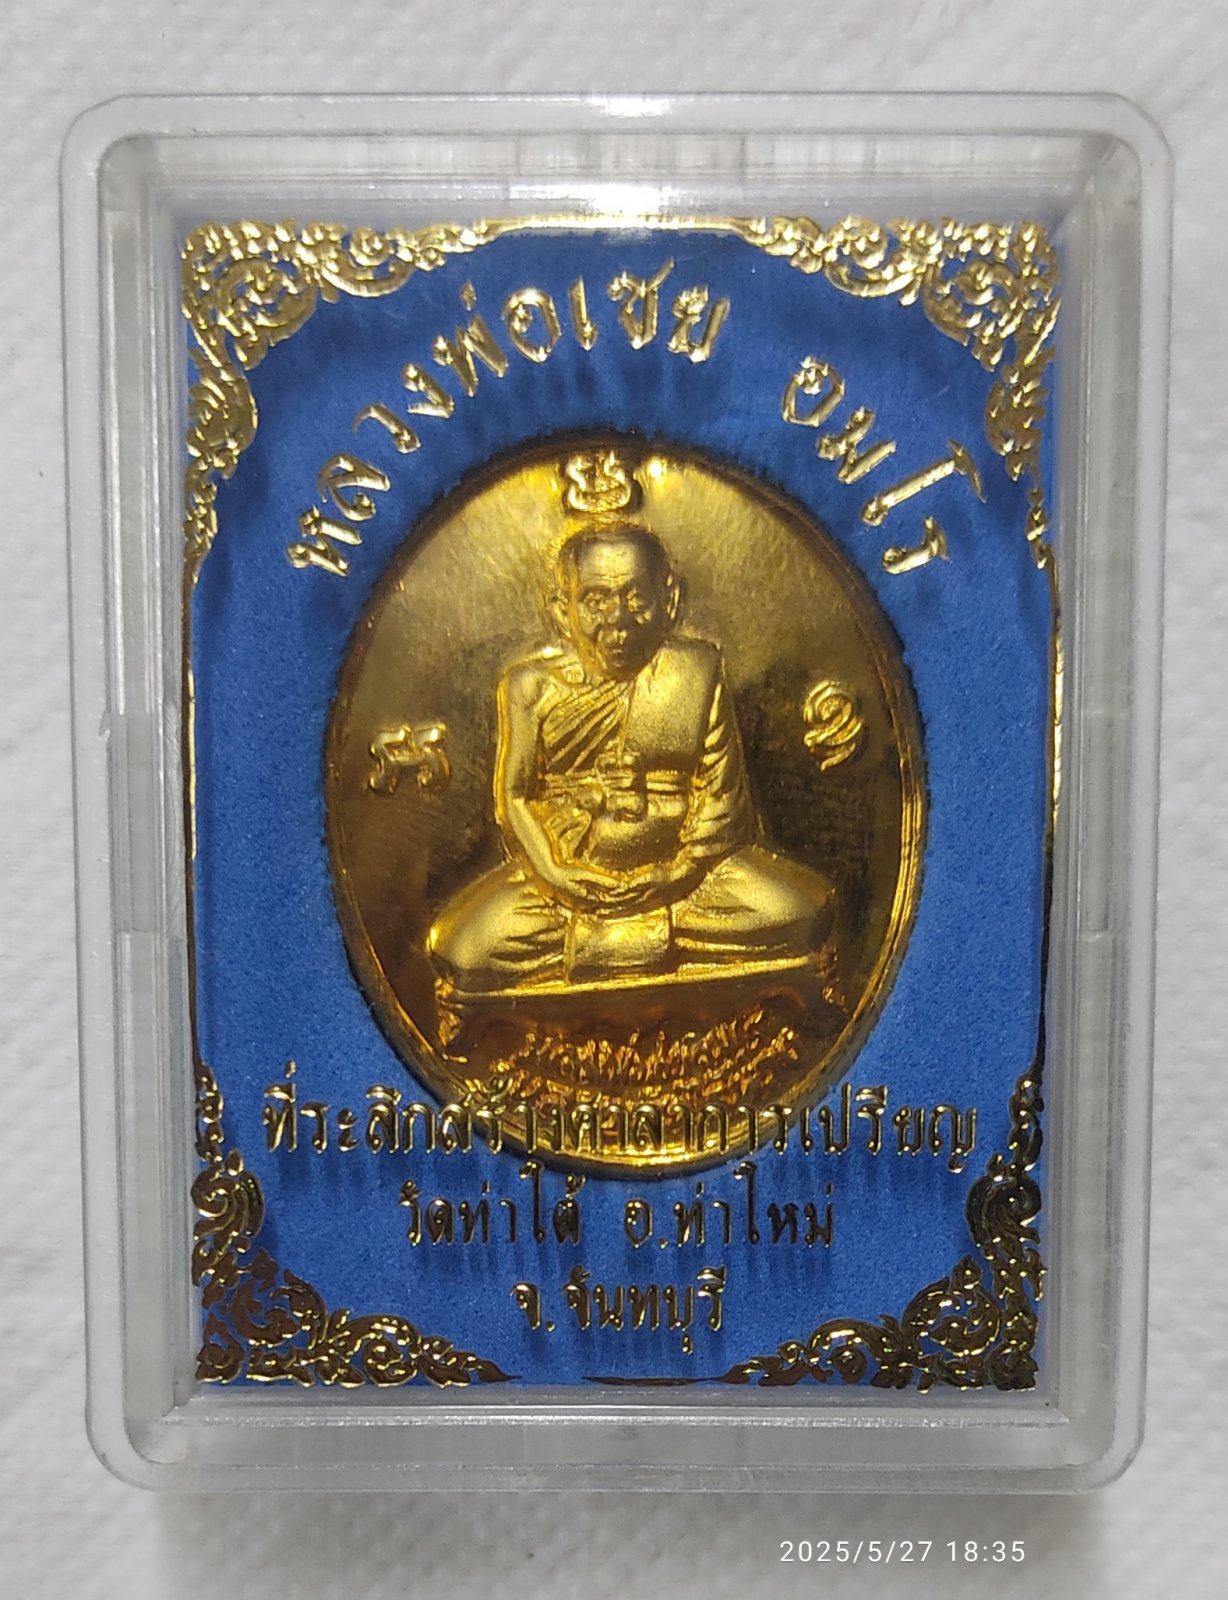 หลวงพ่อเชย อมโร
ที่ระลึกสร้างศาลาการเปรียญ
วัดท่าใต้ อ.ท่าใหม่
จ.จันทบุรี
2025/5/27 18:35